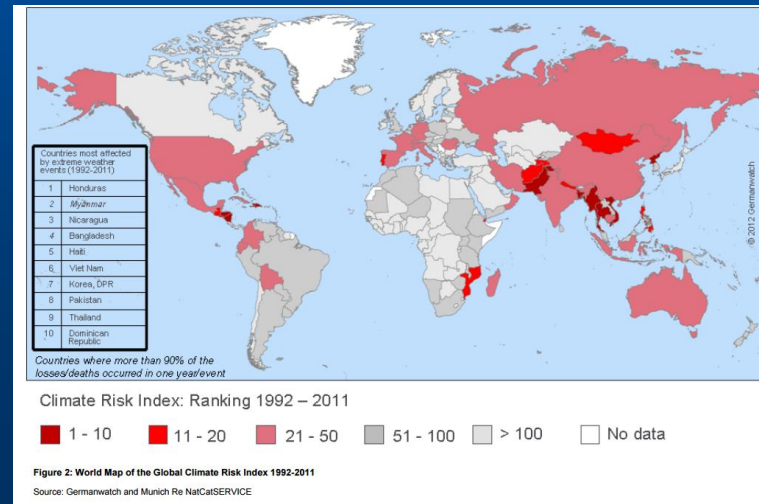 Countries most affected
by extreme weather
events (1992-2011)
1 Honduras
2 Myanmar
3 Nicaragua
4 Bangladesh
5 Haiti
6 Viet Nam
7 Korea, DPR
8 Pakistan
9 Thailand
10 Dominican
Republic
Countries where more than 90% of the
losses/deaths occurred in one year/event
© 2012 Germanwatch
Climate Risk Index: Ranking 1992 – 2011
1 - 10 11 - 20 21 - 50 51 - 100 > 100 No data
Figure 2: World Map of the Global Climate Risk Index 1992-2011
Source: Germanwatch and Munich Re NatCatSERVICE